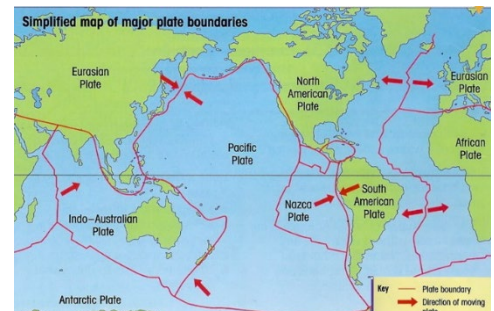 Simplified map of major plate boundaries
Eurasian
Plate
North
American
Plate
Eurasian
Plate
African
Plate
Pacific
Plate
Nazca
Plate
South
American
Plate
Indo–Australian
Plate
Antarctic Plate
Key
Plate boundary
Direction of moving